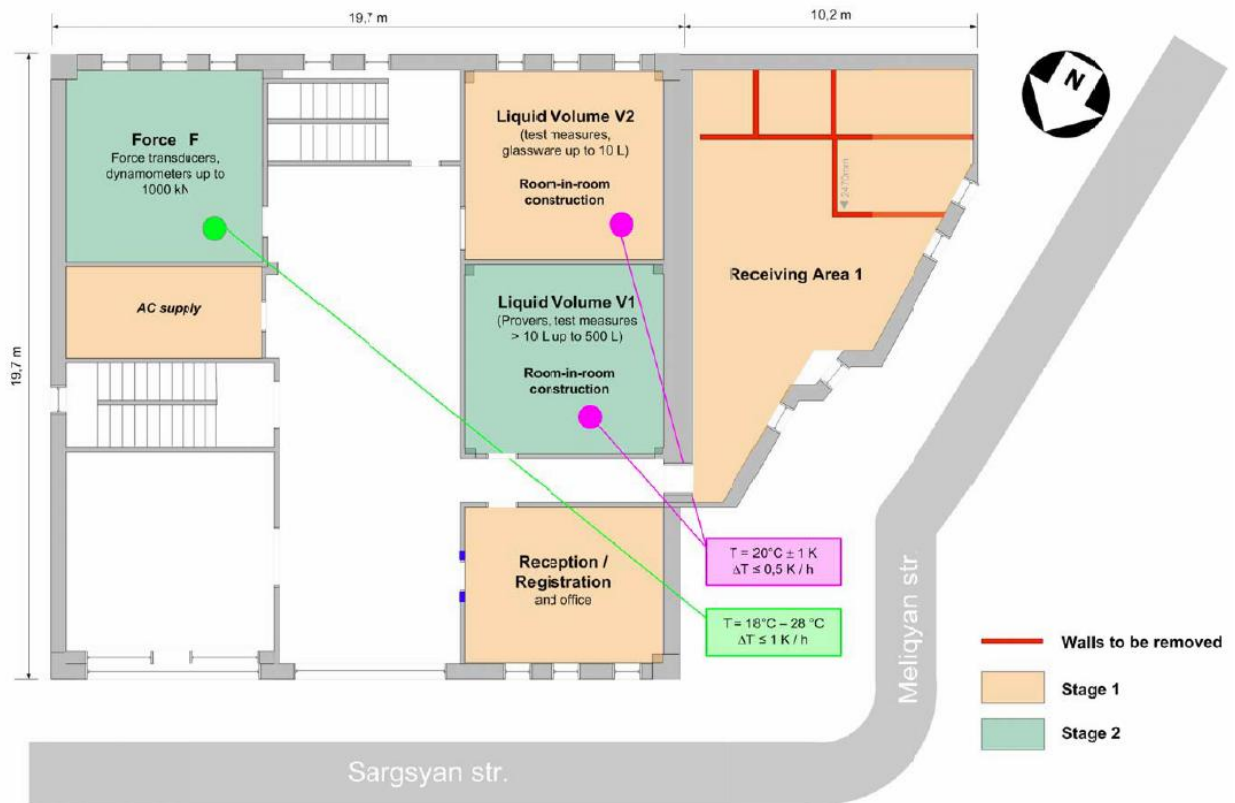 19,7 m
10,2 m
N
19,7 m
Force F
Force transducers,
dynamometers up to
1000 kN
Liquid Volume V2
(test measures,
glassware up to 10 L)
Room-in-room
construction
2470mm
Receiving Area 1
AC supply
Liquid Volume V1
(Provers, test measures
> 10 L up to 500 L)
Room-in-room
construction
Reception /
Registration
and office
T = 20°C ± 1 K
ΔT ≤ 0,5 K / h
T = 18°C – 28 °C
ΔT ≤ 1 K / h
Meliqyan str.
Walls to be removed
Stage 1
Stage 2
Sargsyan str.